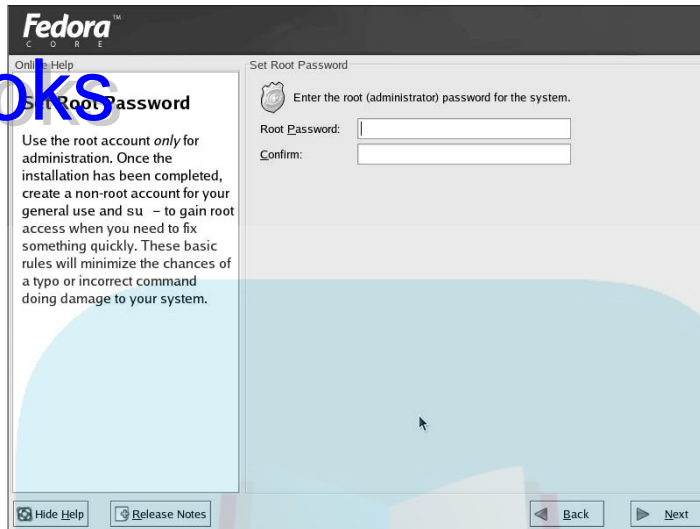 Fedora™
CORE
Online Help
Set Root Password
oks
Set Root Password
Enter the root (administrator) password for the system.
Root Password:
Confirm:
Use the root account only for
administration. Once the
installation has been completed,
create a non-root account for your
general use and su - to gain root
access when you need to fix
something quickly. These basic
rules will minimize the chances of
a typo or incorrect command
doing damage to your system.
Hide Help
Release Notes
Back
Next